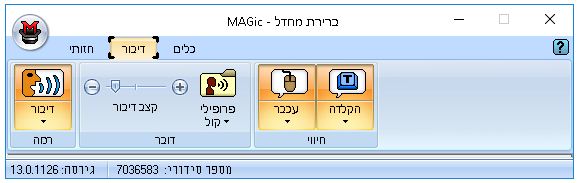 MAGic - ברירת מחדל
חזותי דיבור כלים
דיבור
קצב דיבור
פרופילי קול
עכבר
הקלדה
רמה
דובר
חיווי
גירסה: 13.0.1126 מספר סידורי: 7036583